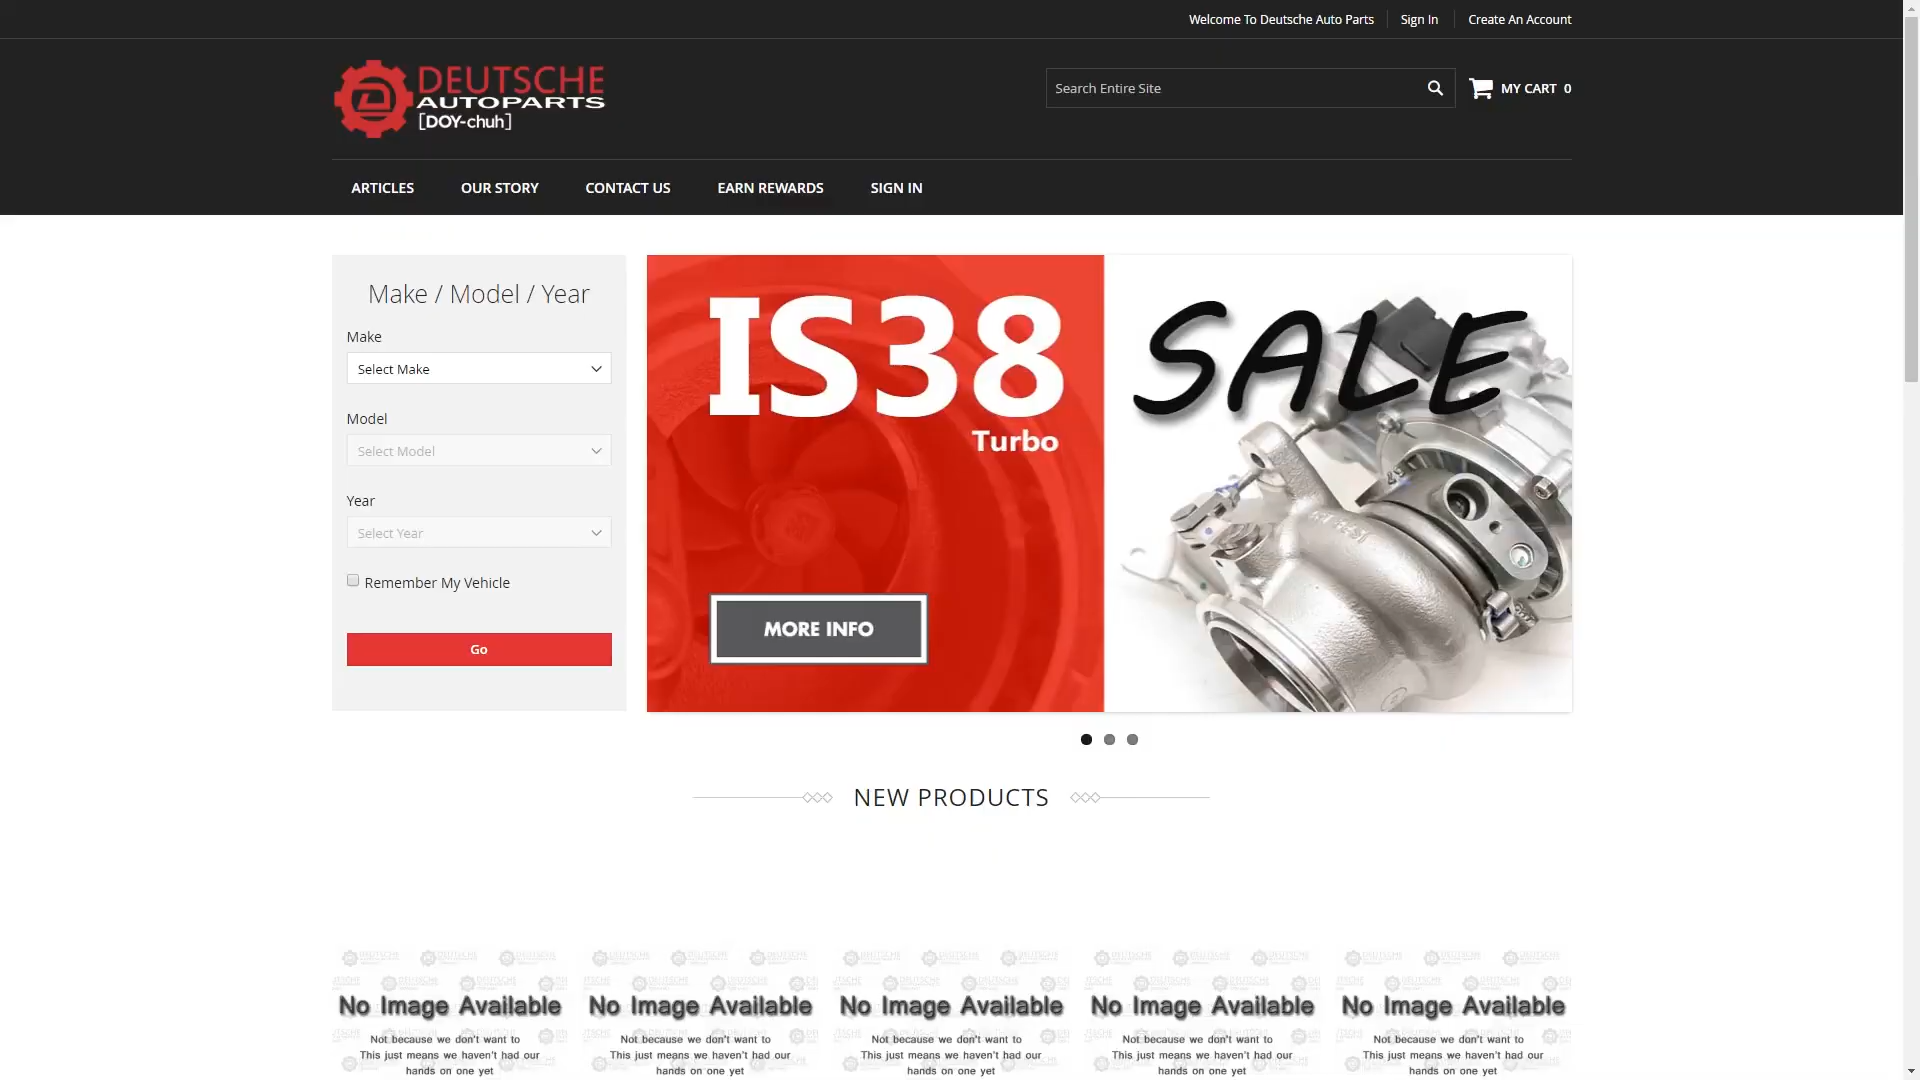 Welcome To Deutsche Auto Parts
Sign In
Create An Account
DEUTSCHE
AUTOPARTS
[DOY-chuh]
Search Entire Site
MY CART 0
ARTICLES
OUR STORY
CONTACT US
EARN REWARDS
SIGN IN
Make / Model / Year
Make
Select Make
Model
Select Model
Year
Select Year
Remember My Vehicle
Go
IS38
Turbo
MORE INFO
SALE
NEW PRODUCTS
No Image Available
Not because we don't want to
This just means we haven't had our
hands on one yet
No Image Available
Not because we don't want to
This just means we haven't had our
hands on one yet
No Image Available
Not because we don't want to
This just means we haven't had our
hands on one yet
No Image Available
Not because we don't want to
This just means we haven't had our
hands on one yet
No Image Available
Not because we don't want to
This just means we haven't had our
hands on one yet